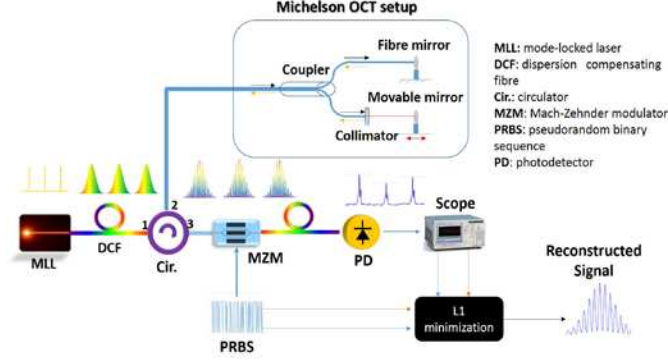 Michelson OCT setup
Fibre mirror
Coupler
Movable mirror
Collimator
MLL: mode-locked laser
DCF: dispersion compensating
fibre
Cir.: circulator
MZM: Mach-Zehnder modulator
PRBS: pseudorandom binary
sequence
PD: photodetector
2
1
3
MLL
DCF
Cir.
MZM
PD
Scope
Reconstructed
Signal
L1
minimization
PRBS